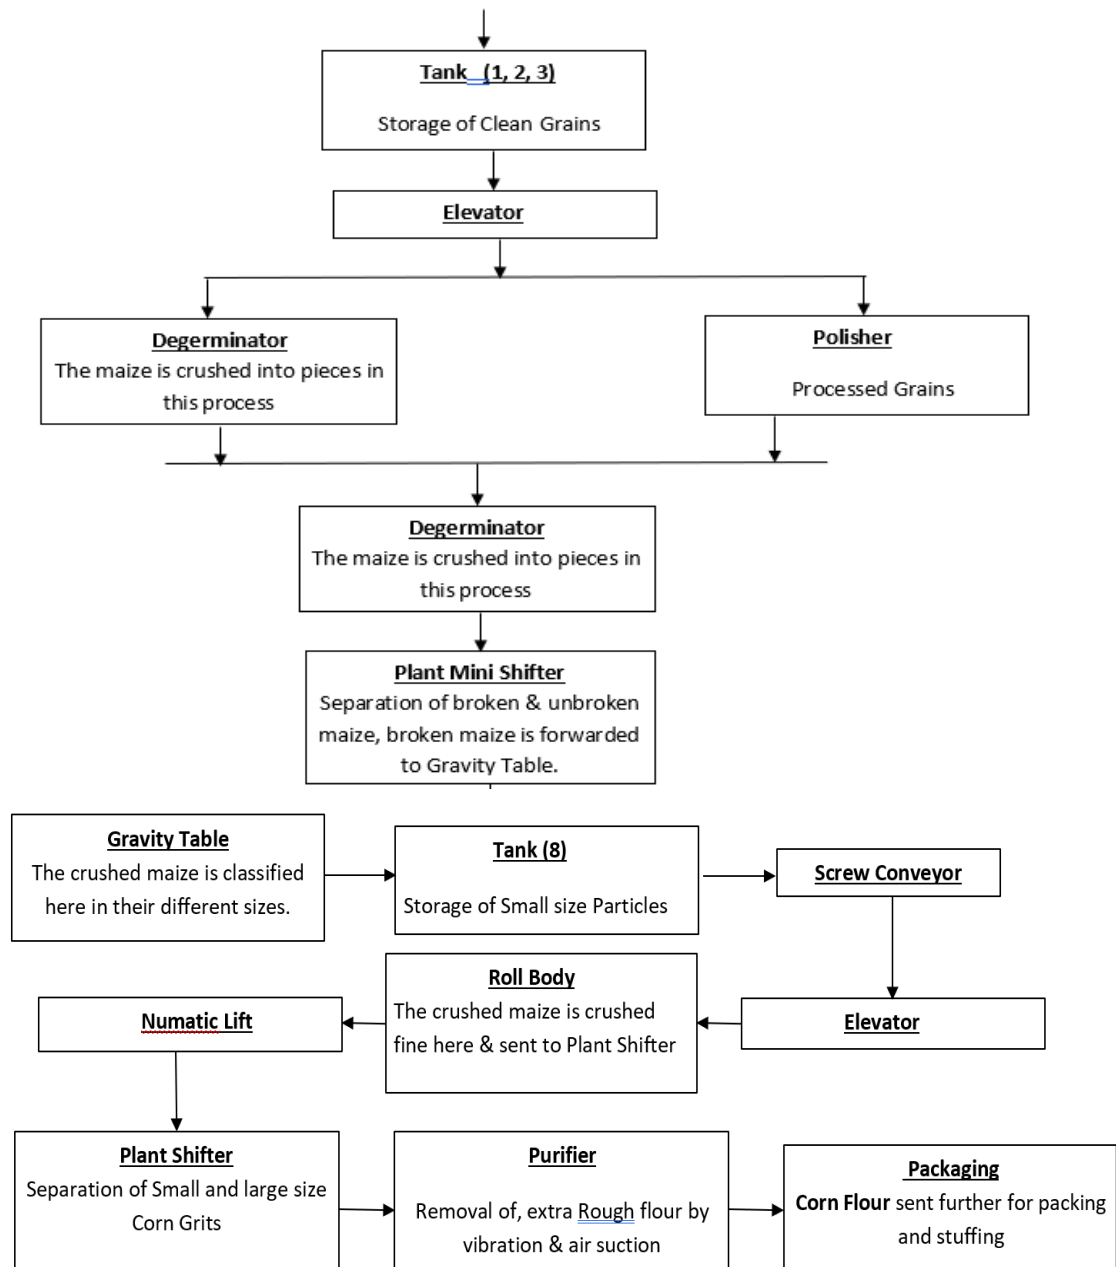 Tank (1, 2, 3)
Storage of Clean Grains
Elevator
Degerminator
The maize is crushed into pieces in
this process
Polisher
Processed Grains
Degerminator
The maize is crushed into pieces in
this process
Plant Mini Shifter
Separation of broken & unbroken
maize, broken maize is forwarded
to Gravity Table.
Gravity Table
The crushed maize is classified
here in their different sizes.
Tank (8)
Storage of Small size Particles
Screw Conveyor
Elevator
Roll Body
The crushed maize is crushed
fine here & sent to Plant Shifter
Numatic Lift
Plant Shifter
Separation of Small and large size
Corn Grits
Purifier
Removal of, extra Rough flour by
vibration & air suction
Packaging
Corn Flour sent further for packing
and stuffing